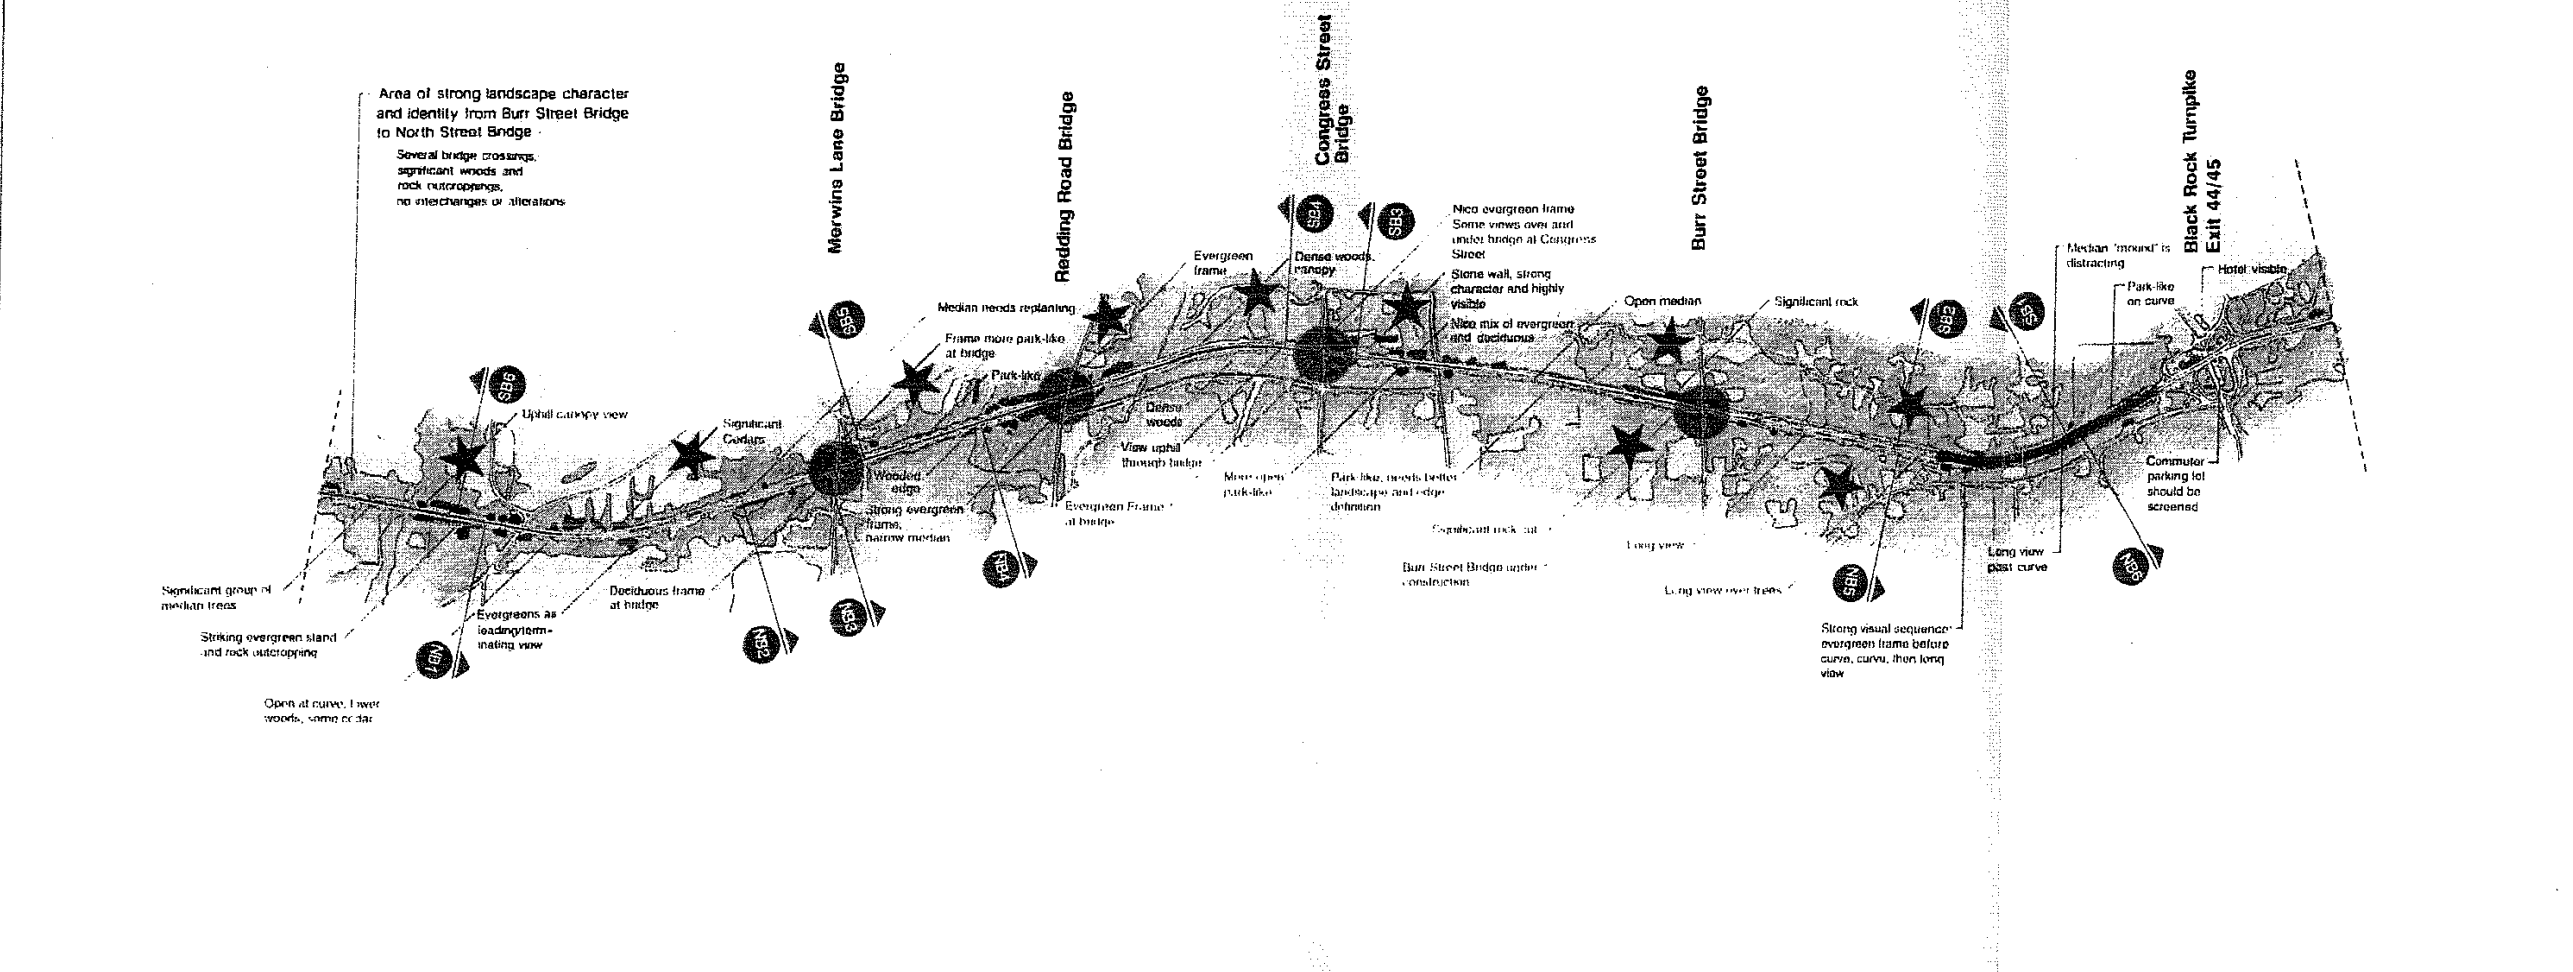 Area of strong landscape character
and identity from Burr Street Bridge
to North Street Bridge
Several bridge crossings,
significant woods and
rock outcroppings,
no interchanges or alterations
Merwins Lane Bridge
Redding Road Bridge
Congress Street
Bridge
Burr Street Bridge
Black Rock Turnpike
Exit 44/45
SB4
SB3
SB2
Nice evergreen frame
Some views over and
under bridge at Congress
Street
Stone wall, strong
character and highly
visible
Nice mix of evergreen
and deciduous
Evergreen
frame
Dense woods,
canopy
Median needs replanting
Frame more park-like
at bridge
Park-like
Open median
Significant rock
Median "mound" is
distracting
Park-like
on curve
Hotel visible
SB5
Uphill canopy view
Significant
Cedars
Wooded
edge
Strong evergreen
frame,
narrow median
Dense
woods
View uphill
through bridge
Evergreen Frame
at bridge
More open
park-like
Park-like, needs better
landscape and edge
definition
Significant rock cut
Burr Street Bridge under
construction
Long view
Long view over trees
Commuter
parking lot
should be
screened
Long view
past curve
Strong visual sequence
evergreen frame before
curve, curve, then long
view
Significant group of
median trees
Striking evergreen stand
and rock outcropping
Open at curve, Lower
woods, some cedar
Evergreens as
leading/term-
inating view
Deciduous frame
at bridge
NB1
NB2
NB3
NB4
NB5
NB6